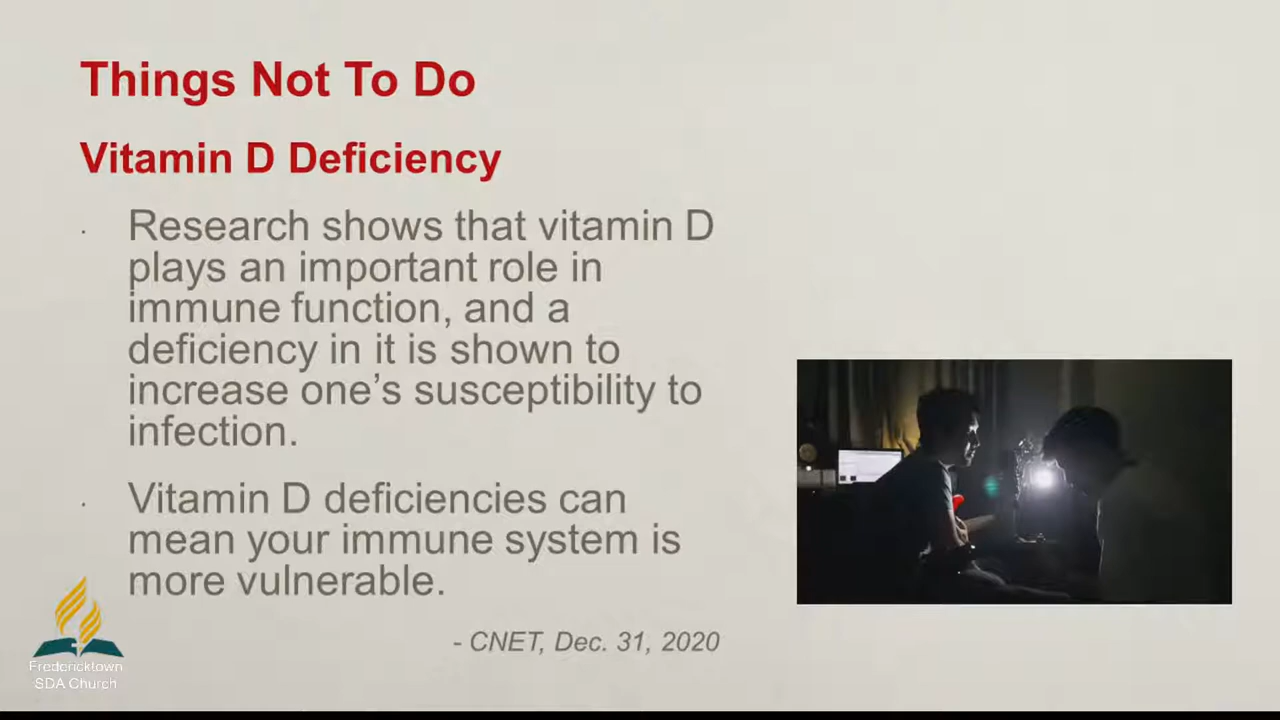 Things Not To Do
Vitamin D Deficiency
· Research shows that vitamin D
plays an important role in
immune function, and a
deficiency in it is shown to
increase one’s susceptibility to
infection.
· Vitamin D deficiencies can
mean your immune system is
more vulnerable.
- CNET, Dec. 31, 2020
Fredericktown
SDA Church